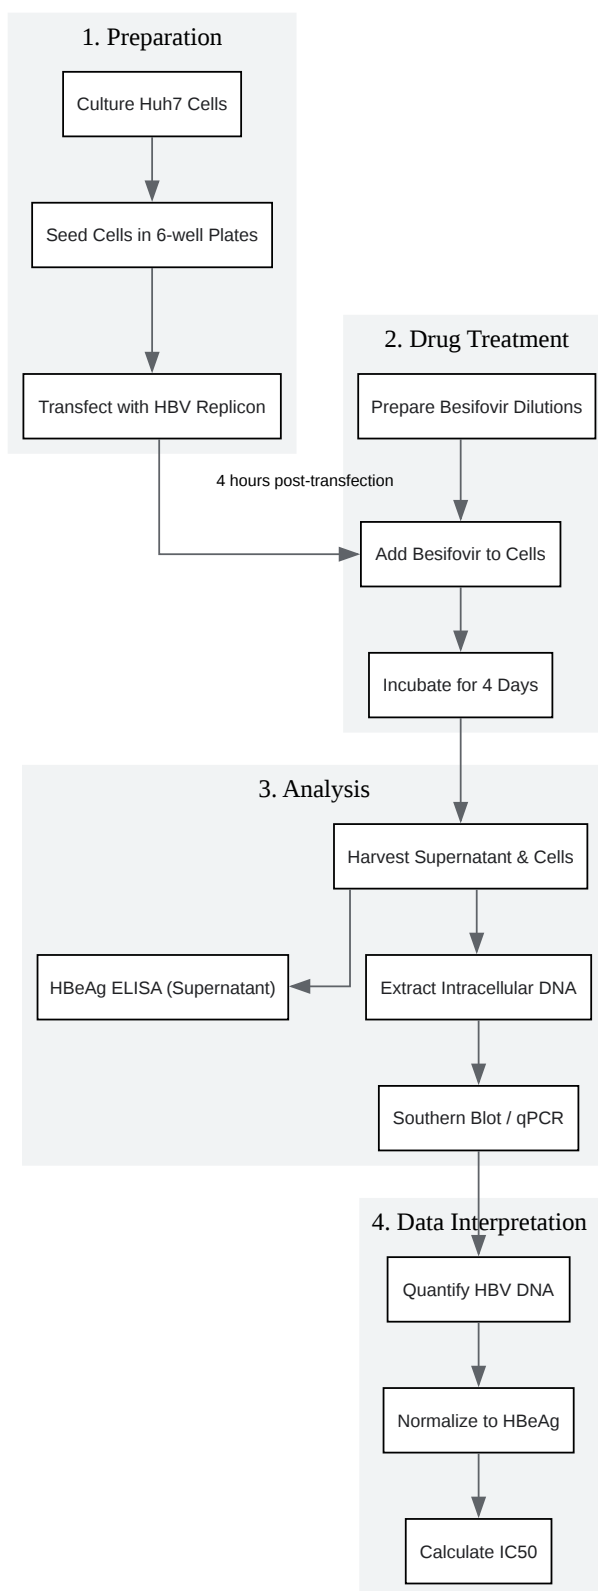 1. Preparation
Culture Huh7 Cells
Seed Cells in 6-well Plates
Transfect with HBV Replicon
2. Drug Treatment
Prepare Besifovir Dilutions
4 hours post-transfection
Add Besifovir to Cells
Incubate for 4 Days
3. Analysis
Harvest Supernatant & Cells
HBeAg ELISA (Supernatant)
Extract Intracellular DNA
Southern Blot / qPCR
4. Data Interpretation
Quantify HBV DNA
Normalize to HBeAg
Calculate IC50